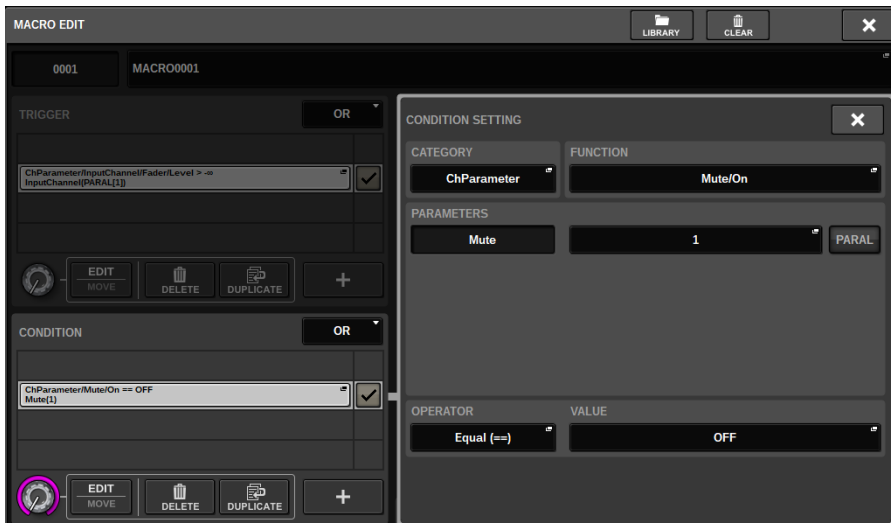 MACRO EDIT
LIBRARY
CLEAR
0001
MACRO0001
TRIGGER
OR
ChParameter/InputChannel/Fader/Level > -∞
InputChannel(PARAL[1])
EDIT
MOVE
DELETE
DUPLICATE
+
CONDITION
OR
ChParameter/Mute/On == OFF
Mute(1)
EDIT
MOVE
DELETE
DUPLICATE
+
CONDITION SETTING
CATEGORY
FUNCTION
ChParameter
Mute/On
PARAMETERS
Mute
1
PARAL
OPERATOR
VALUE
Equal (==)
OFF